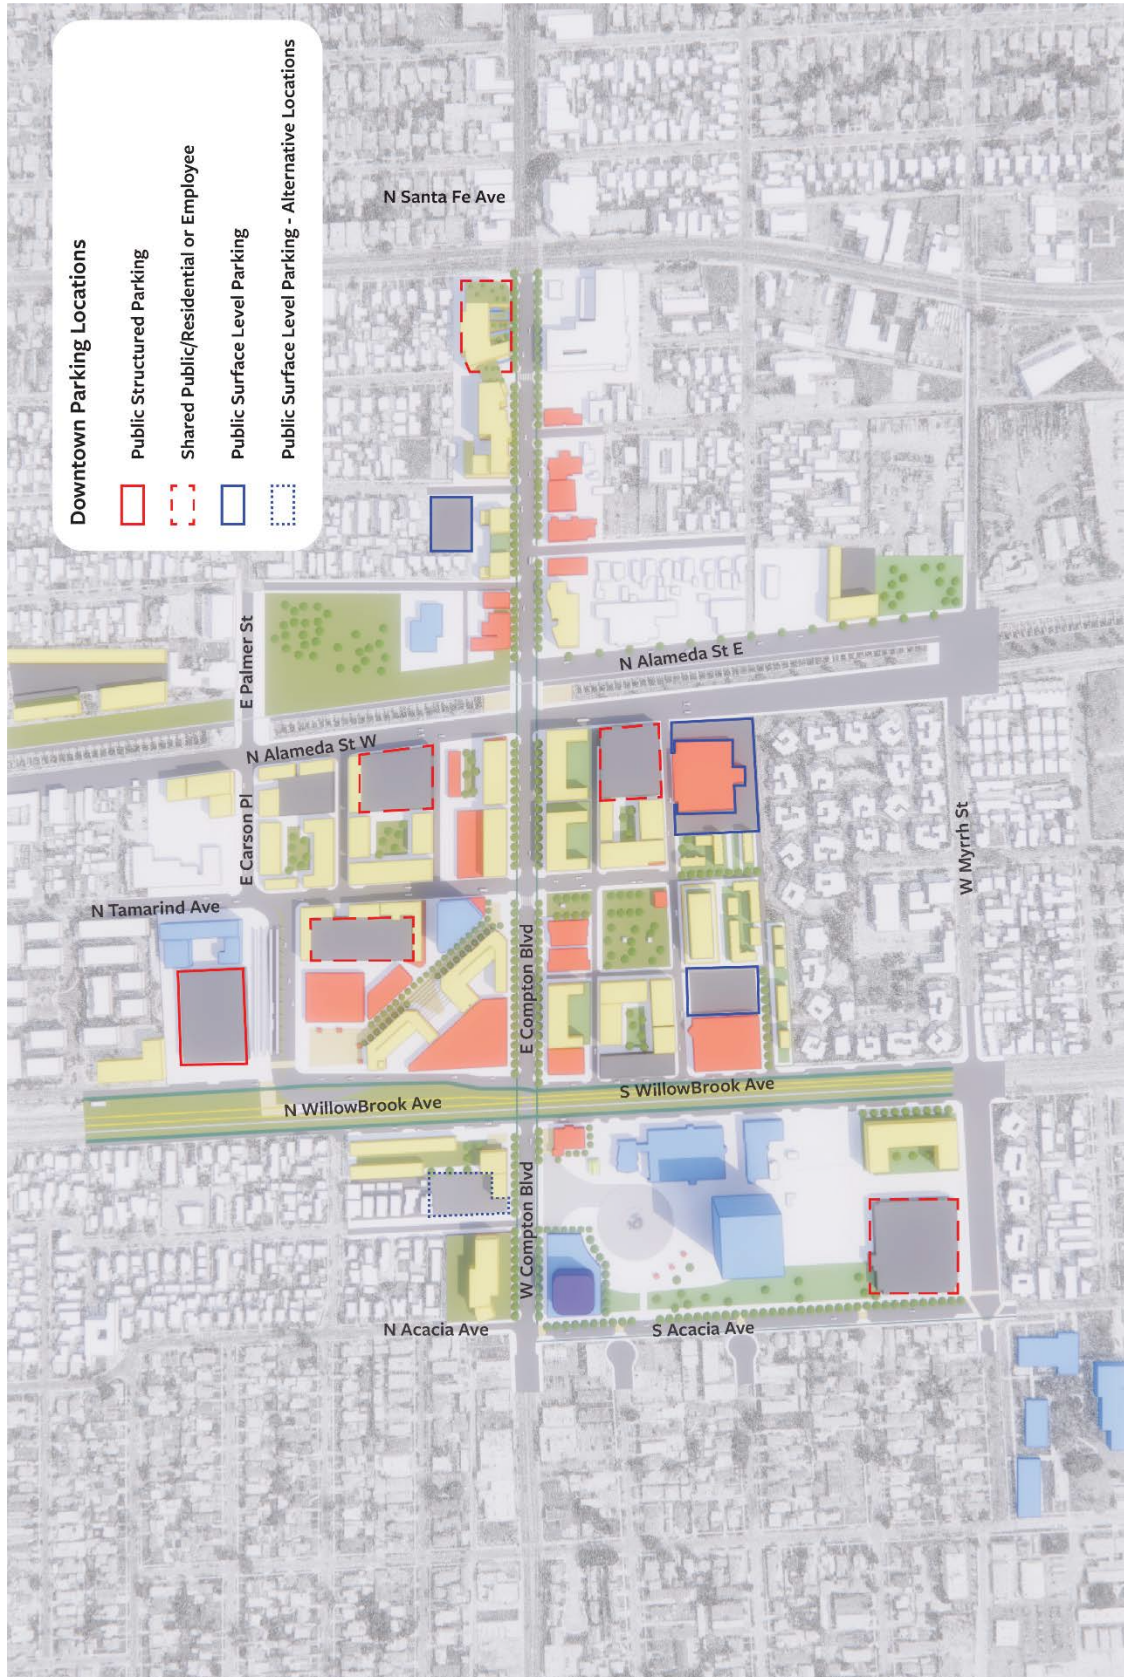 Downtown Parking Locations
Public Structured Parking
Shared Public/Residential or Employee
Public Surface Level Parking
Public Surface Level Parking - Alternative Locations
N Santa Fe Ave
E Palmer St
N Alameda St E
N Alameda St W
E Carson Pl
W Myrrh St
N Tamarind Ave
E Compton Blvd
N WillowBrook Ave
S WillowBrook Ave
W Compton Blvd
N Acacia Ave
S Acacia Ave